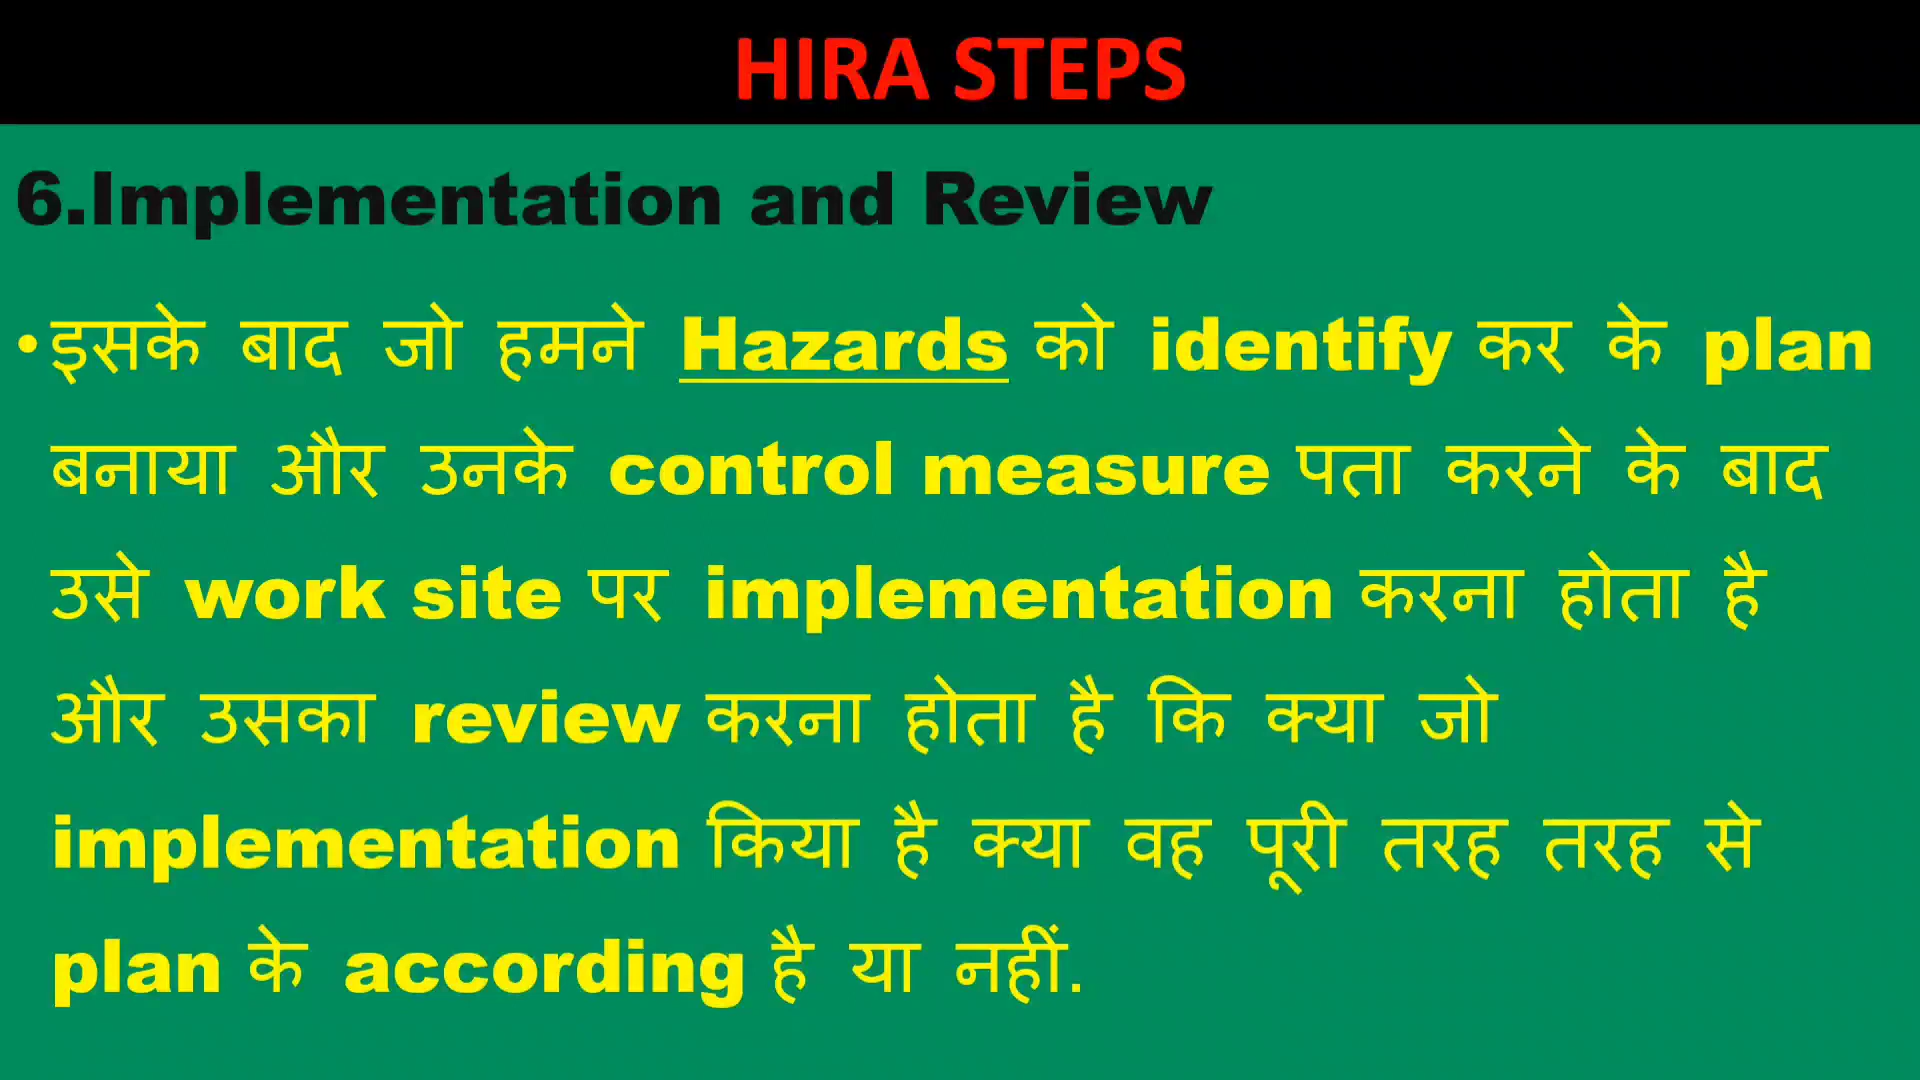 HIRA STEPS
6.Implementation and Review
•इसके बाद जो हमने Hazards को identify कर के plan
बनाया और उनके control measure पता करने के बाद
उसे work site पर implementation करना होता है
और उसका review करना होता है कि क्या जो
implementation किया है क्या वह पूरी तरह तरह से
plan के according है या नहीं.